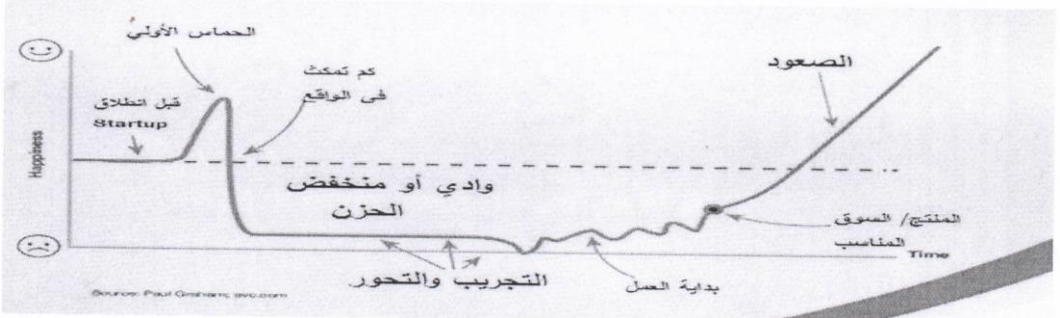 الحماس الأولي
كم تمكث
في الواقع
الصعود
قبل انطلاق
Startup
Happiness
وادي أو منخفض
الحزن
المنتج/ السوق
المناسب
Time
التجريب والتحور
بداية العمل
Source: Paul Graham, avc.com